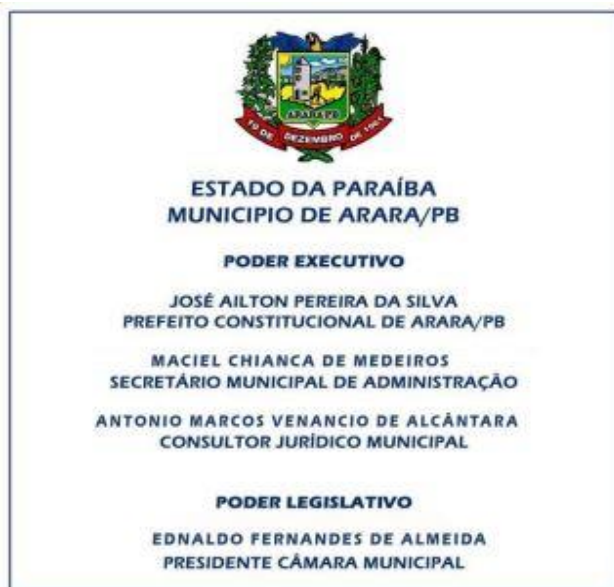 ARARA/PB
19 DE DEZEMBRO DE 1961
ESTADO DA PARAÍBA
MUNICIPIO DE ARARA/PB
PODER EXECUTIVO
JOSÉ AILTON PEREIRA DA SILVA
PREFEITO CONSTITUCIONAL DE ARARA/PB
MACIEL CHIANCA DE MEDEIROS
SECRETÁRIO MUNICIPAL DE ADMINISTRAÇÃO
ANTONIO MARCOS VENANCIO DE ALCÂNTARA
CONSULTOR JURÍDICO MUNICIPAL
PODER LEGISLATIVO
EDNALDO FERNANDES DE ALMEIDA
PRESIDENTE CÂMARA MUNICIPAL